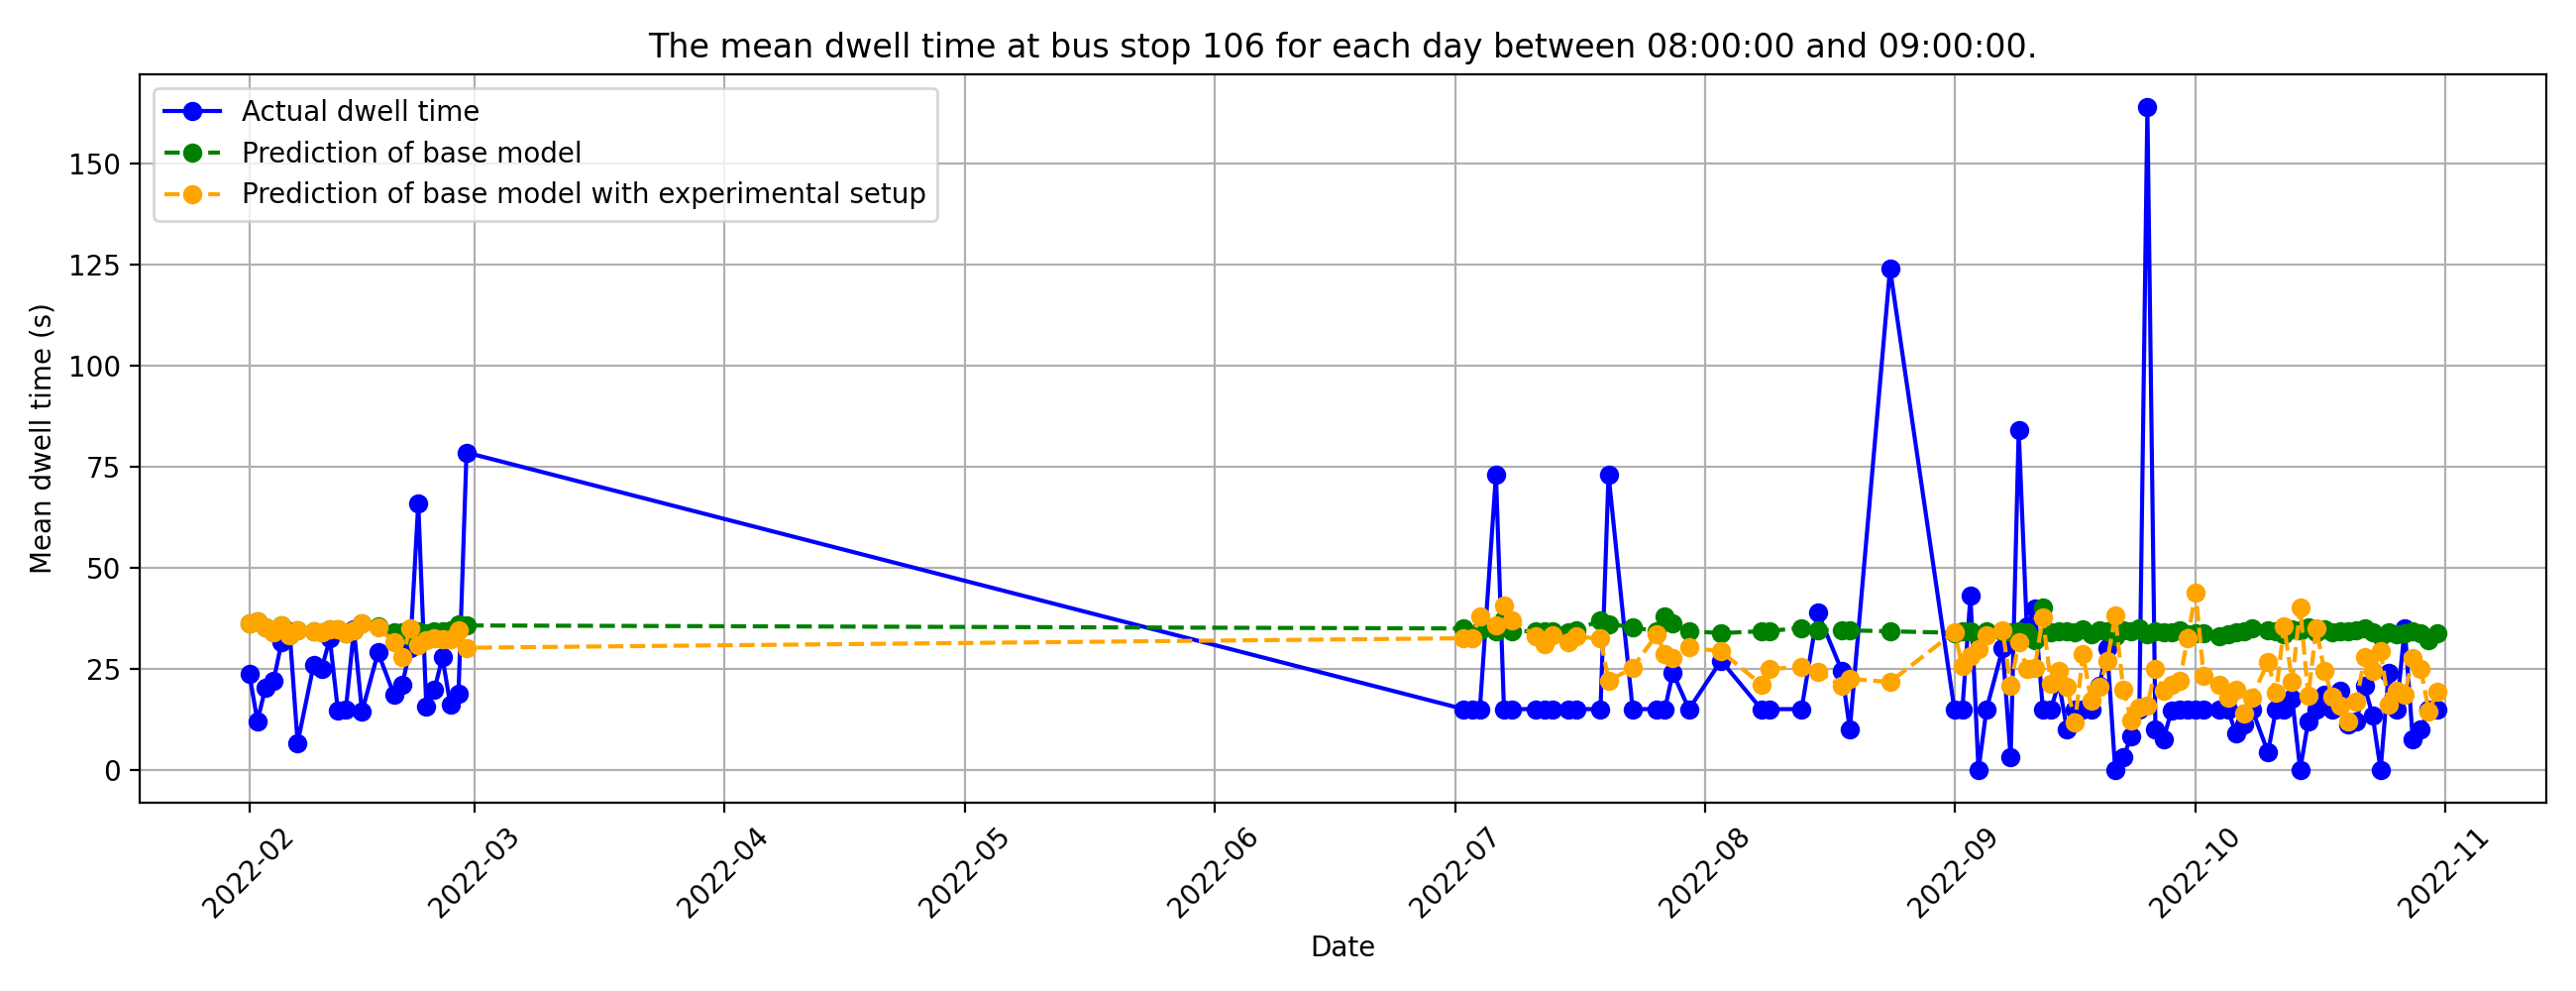 The mean dwell time at bus stop 106 for each day between 08:00:00 and 09:00:00.
Actual dwell time
Prediction of base model
Prediction of base model with experimental setup
Mean dwell time (s)
150
125
100
75
50
25
0
2022-02
2022-03
2022-04
2022-05
2022-06
2022-07
2022-08
2022-09
2022-10
2022-11
Date